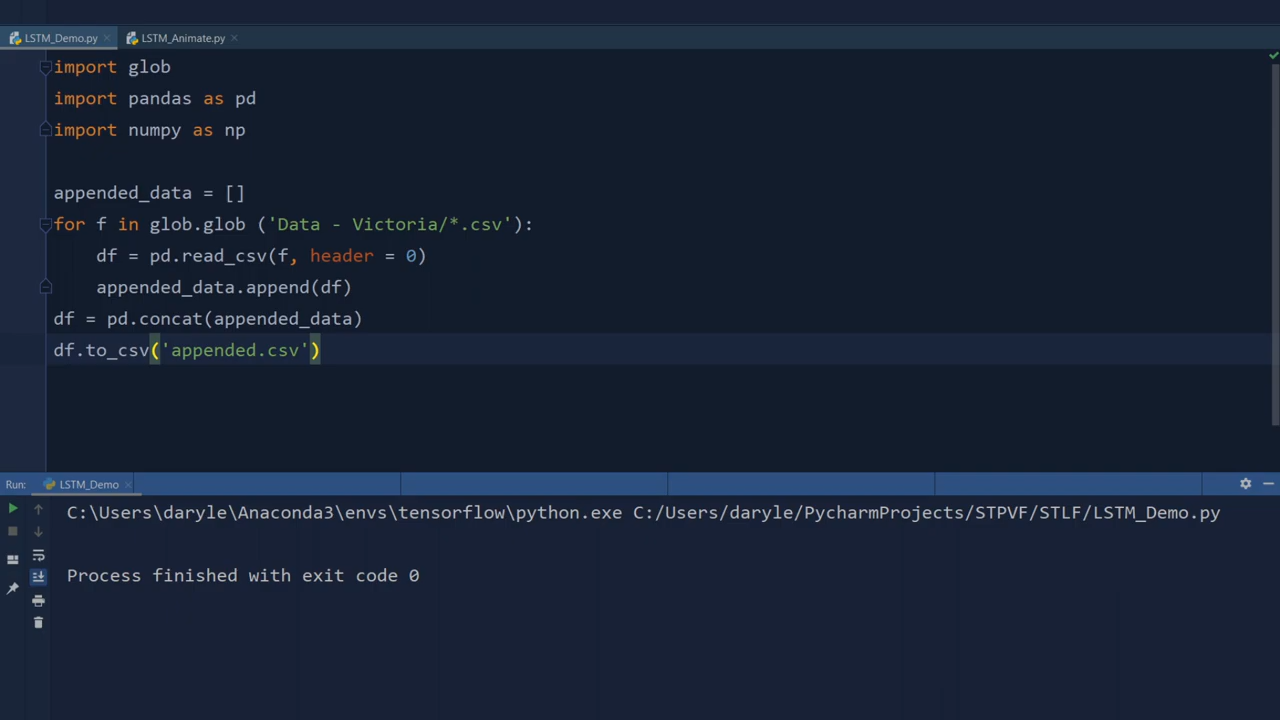 LSTM_Demo.py LSTM_Animate.py
import glob
import pandas as pd
import numpy as np
appended_data = []
for f in glob.glob ('Data - Victoria/*.csv'):
    df = pd.read_csv(f, header = 0)
    appended_data.append(df)
df = pd.concat(appended_data)
df.to_csv('appended.csv')
Run: LSTM_Demo
C:\Users\daryle\Anaconda3\envs\tensorflow\python.exe C:/Users/daryle/PycharmProjects/STPVF/STLF/LSTM_Demo.py
Process finished with exit code 0